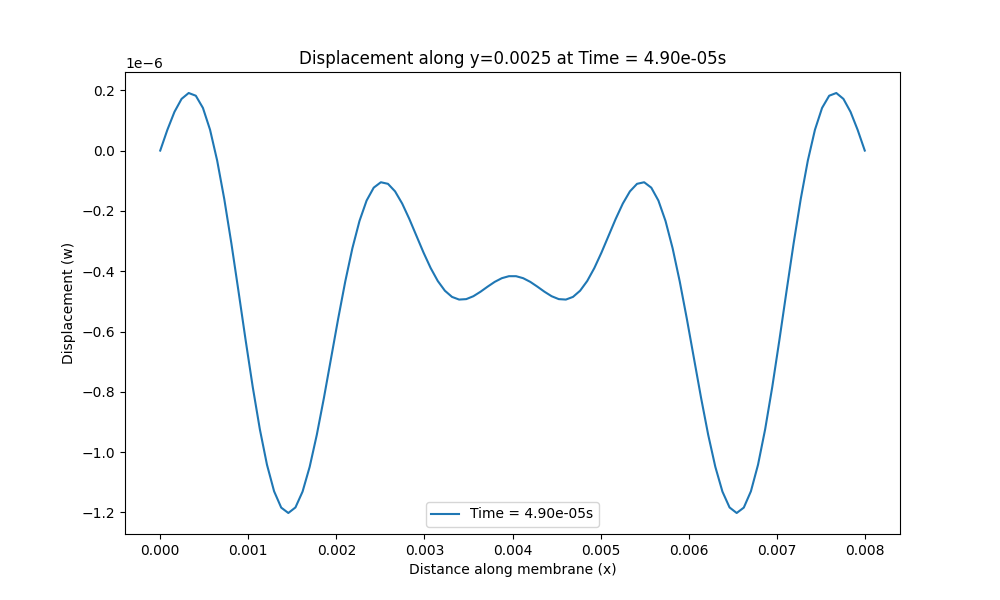 Displacement along y=0.0025 at Time = 4.90e-05s
1e−6
0.2
0.0
−0.2
−0.4
−0.6
−0.8
−1.0
−1.2
Displacement (w)
Time = 4.90e-05s
0.000 0.001 0.002 0.003 0.004 0.005 0.006 0.007 0.008
Distance along membrane (x)